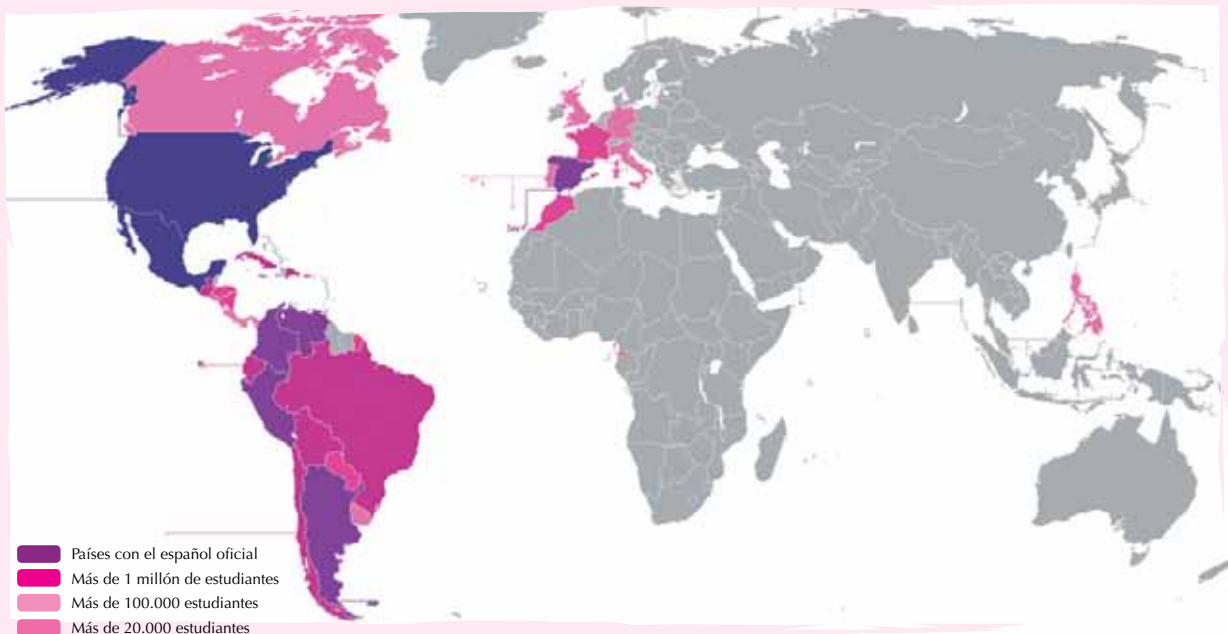 Países con el español oficial
Más de 1 millón de estudiantes
Más de 100.000 estudiantes
Más de 20.000 estudiantes